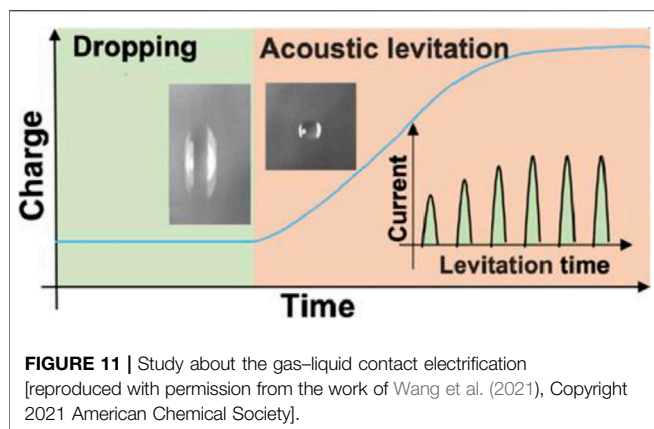 Dropping
Acoustic levitation
Charge
Current
Levitation time
Time
FIGURE 11 | Study about the gas–liquid contact electrification
[reproduced with permission from the work of Wang et al. (2021), Copyright
2021 American Chemical Society].